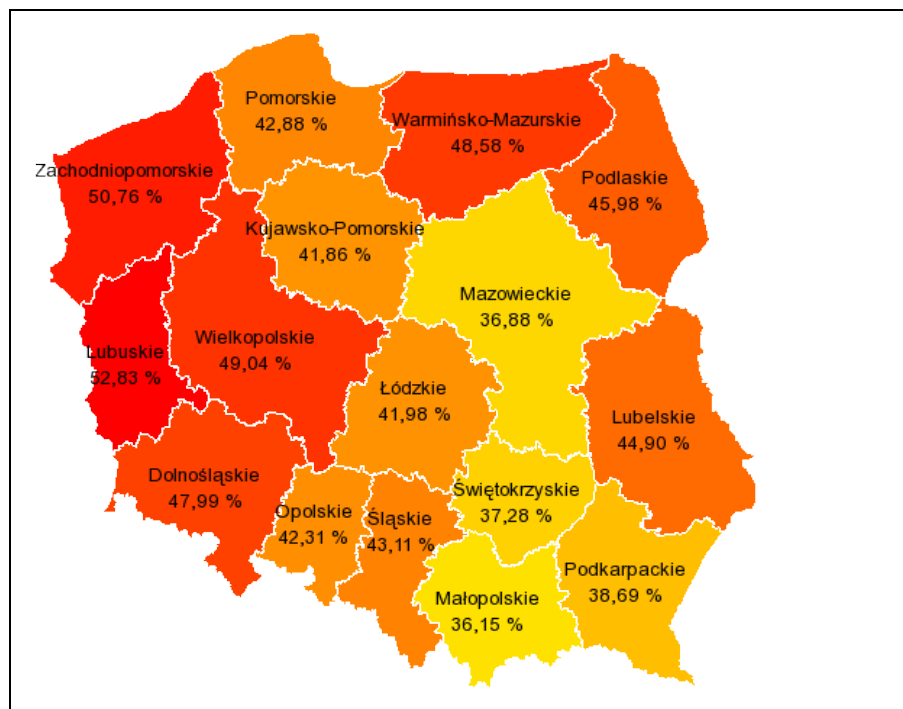 Pomorskie
42,88 %
Warmińsko-Mazurskie
48,58 %
Zachodniopomorskie
50,76 %
Podlaskie
45,98 %
Kujawsko-Pomorskie
41,86 %
Mazowieckie
36,88 %
Wielkopolskie
49,04 %
Lubuskie
52,83 %
Łódzkie
41,98 %
Lubelskie
44,90 %
Dolnośląskie
47,99 %
Świętokrzyskie
37,28 %
Opolskie
42,31 %
Śląskie
43,11 %
Podkarpackie
38,69 %
Małopolskie
36,15 %